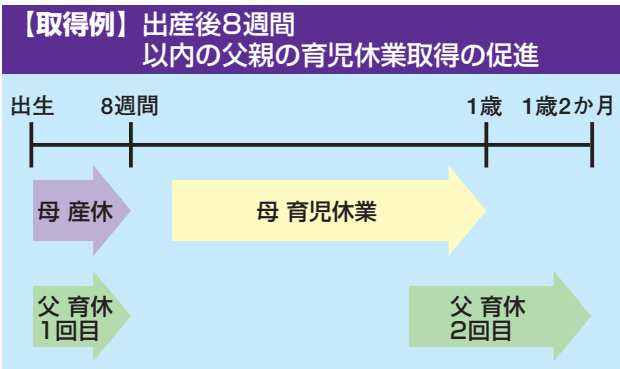 【取得例】出産後8週間
以内の父親の育児休業取得の促進
出生 8週間 1歳 1歳2か月
母 産休
母 育児休業
父 育休
1回目
父 育休
2回目